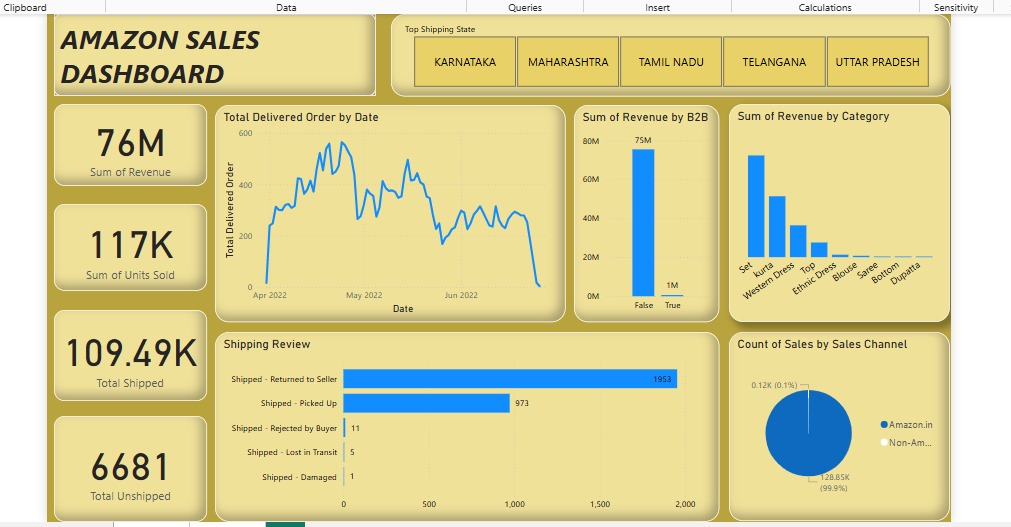 Clipboard
Data
Queries
Insert
Calculations
Sensitivity
AMAZON SALES
DASHBOARD
Top Shipping State
KARNATAKA
MAHARASHTRA
TAMIL NADU
TELANGANA
UTTAR PRADESH
76M
Sum of Revenue
117K
Sum of Units Sold
109.49K
Total Shipped
6681
Total Unshipped
Total Delivered Order by Date
Total Delivered Order
600
400
200
0
Apr 2022
May 2022
Jun 2022
Date
Sum of Revenue by B2B
80M
60M
40M
20M
0M
75M
1M
False
True
Sum of Revenue by Category
Set
kurta
Western Dress
Top
Ethnic Dress
Blouse
Saree
Bottom
Dupatta
Shipping Review
Shipped - Returned to Seller
1953
Shipped - Picked Up
973
Shipped - Rejected by Buyer
11
Shipped - Lost in Transit
5
Shipped - Damaged
1
0
500
1,000
1,500
2,000
Count of Sales by Sales Channel
0.12K (0.1%)
128.85K
(99.9%)
Amazon.in
Non-Am...